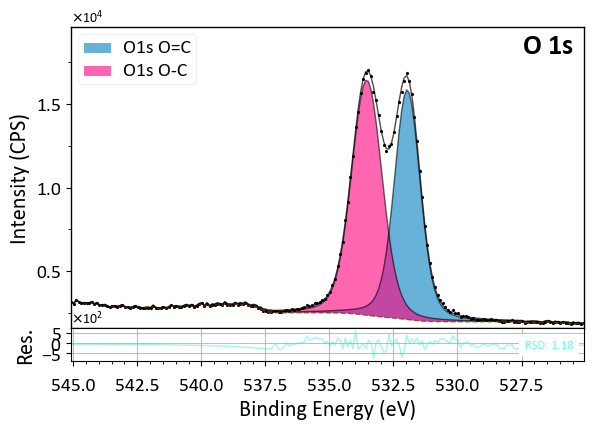 ×10⁴
O 1s
O1s O=C
O1s O-C
1.5
1.0
0.5
Intensity (CPS)
×10²
5
0
−5
Res.
RSD: 1.18
545.0 542.5 540.0 537.5 535.0 532.5 530.0 527.5
Binding Energy (eV)